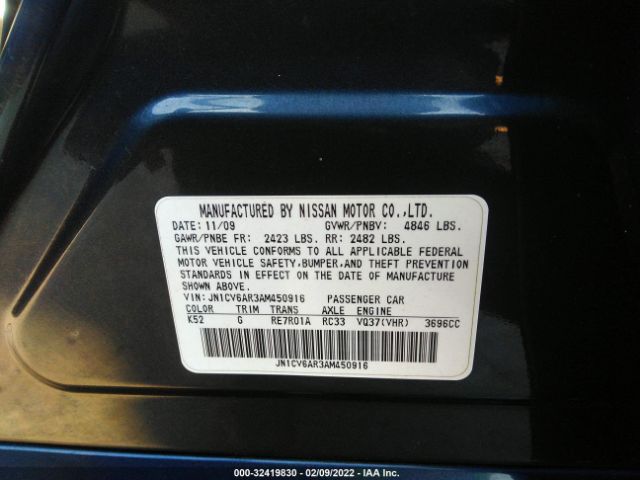 MANUFACTURED BY NISSAN MOTOR CO.,LTD.
DATE: 11/09 GVWR/PNBV: 4846 LBS.
GAWR/PNBE FR: 2423 LBS. RR: 2482 LBS.
THIS VEHICLE CONFORMS TO ALL APPLICABLE FEDERAL
MOTOR VEHICLE SAFETY, BUMPER, AND THEFT PREVENTION
STANDARDS IN EFFECT ON THE DATE OF MANUFACTURE
SHOWN ABOVE.
VIN: JN1CV6AR3AM450916 PASSENGER CAR
COLOR TRIM TRANS AXLE ENGINE
K52 G RE7R01A RC33 VQ37(VHR) 3696CC
JN1CV6AR3AM450916
000-32419830 - 02/09/2022 - IAA Inc.